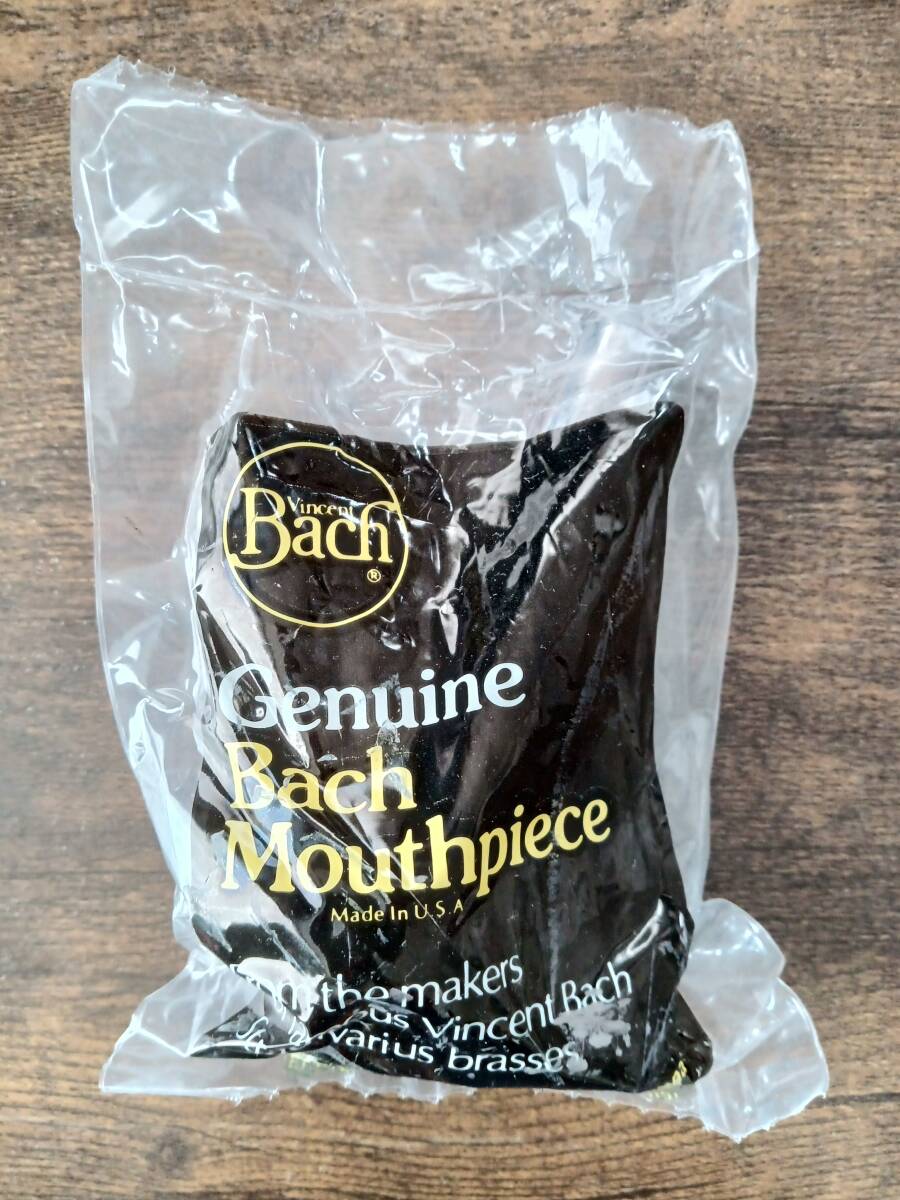 Vincent
Bach
®
Genuine
Bach
Mouthpiece
Made In U.S.A
the makers
Vincent Bach
brasses